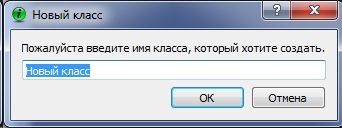 Новый класс
Пожалуйста введите имя класса, который хотите создать.
Новый класс
OK
Отмена